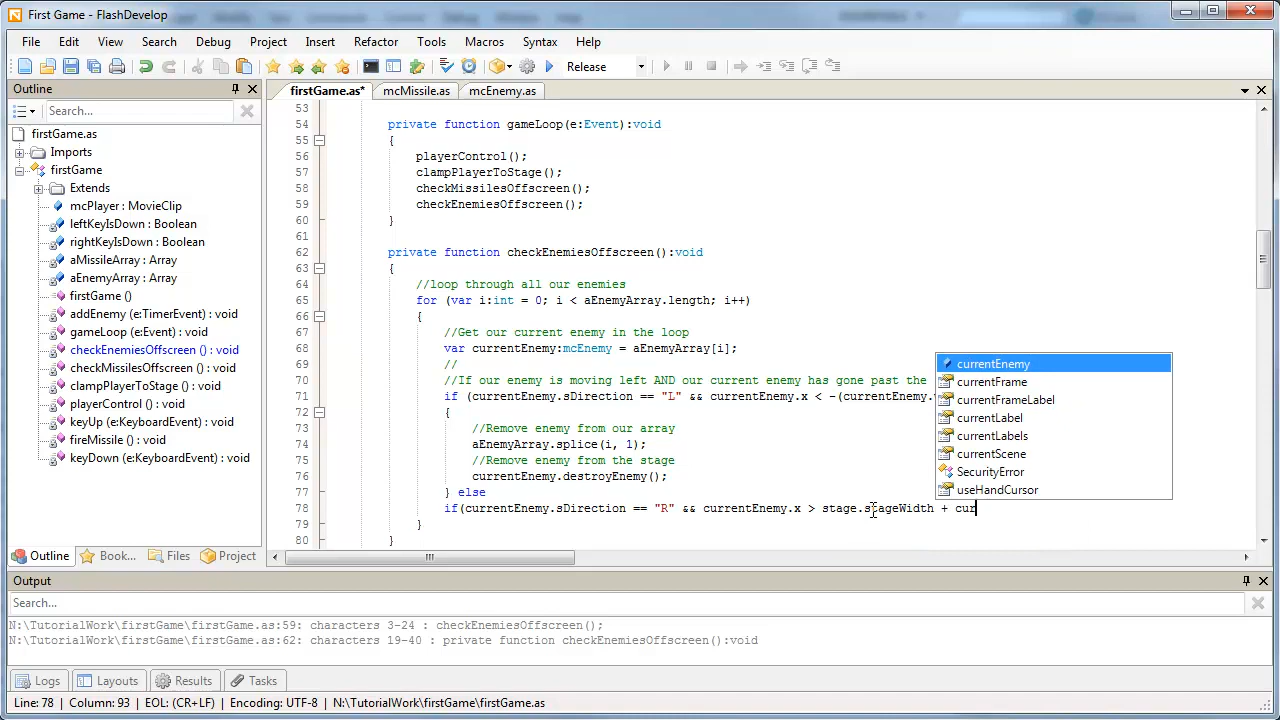 First Game - FlashDevelop
File Edit View Search Debug Project Insert Refactor Tools Macros Syntax Help
Release
Outline
firstGame.as* mcMissile.as mcEnemy.as
Search...
firstGame.as
Imports
firstGame
Extends
mcPlayer : MovieClip
leftKeyIsDown : Boolean
rightKeyIsDown : Boolean
aMissileArray : Array
aEnemyArray : Array
firstGame ()
addEnemy (e:TimerEvent) : void
gameLoop (e:Event) : void
checkEnemiesOffscreen () : void
checkMissilesOffscreen () : void
clampPlayerToStage () : void
playerControl () : void
keyUp (e:KeyboardEvent) : void
fireMissile () : void
keyDown (e:KeyboardEvent) : void
Outline Book... Files Project
53
54 private function gameLoop(e:Event):void
55 {
56 playerControl();
57 clampPlayerToStage();
58 checkMissilesOffscreen();
59 checkEnemiesOffscreen();
60 }
61
62 private function checkEnemiesOffscreen():void
63 {
64 //loop through all our enemies
65 for (var i:int = 0; i < aEnemyArray.length; i++)
66 {
67 //Get our current enemy in the loop
68 var currentEnemy:mcEnemy = aEnemyArray[i];
69 //
70 //If our enemy is moving left AND our current enemy has gone past the
71 if (currentEnemy.sDirection == "L" && currentEnemy.x < -(currentEnemy.
72 {
73 //Remove enemy from our array
74 aEnemyArray.splice(i, 1);
75 //Remove enemy from the stage
76 currentEnemy.destroyEnemy();
77 } else
78 if(currentEnemy.sDirection == "R" && currentEnemy.x > stage.stageWidth + cur
79 }
80 }
currentEnemy
currentFrame
currentFrameLabel
currentLabel
currentLabels
currentScene
SecurityError
useHandCursor
Output
Search...
N:\TutorialWork\firstGame\firstGame.as:59: characters 3-24 : checkEnemiesOffscreen();
N:\TutorialWork\firstGame\firstGame.as:62: characters 19-40 : private function checkEnemiesOffscreen():void
Logs Layouts Results Tasks
Line: 78 Column: 93 EOL: (CR+LF) Encoding: UTF-8 N:\TutorialWork\firstGame\firstGame.as